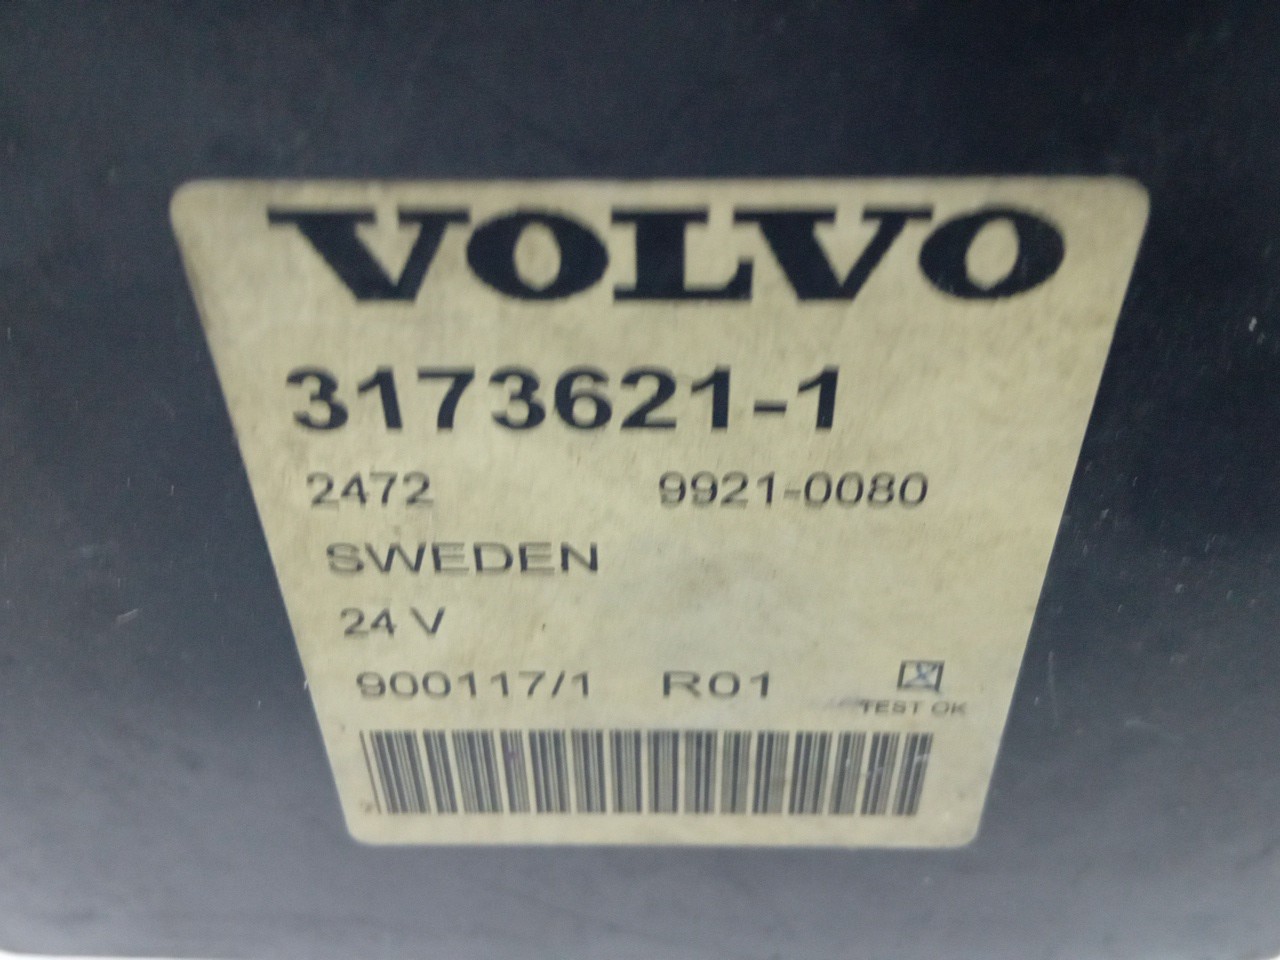 VOLVO
3173621-1
2472 9921-0080
SWEDEN
24 V
900117/1 R01
TEST OK